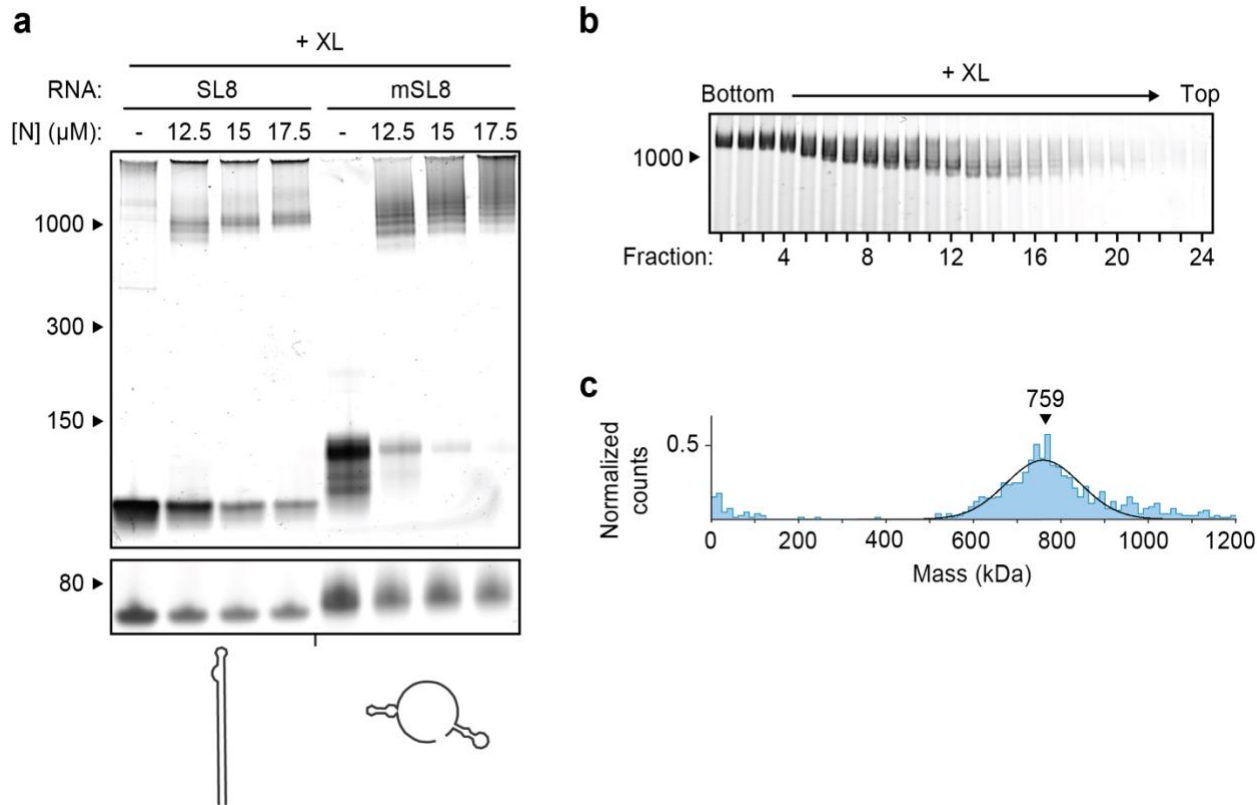 a
+ XL
RNA: SL8 mSL8
[N] (µM): - 12.5 15 17.5 - 12.5 15 17.5
1000
300
150
80
b
+ XL
Bottom Top
1000
Fraction: 4 8 12 16 20 24
c
759
0.5
Normalized
counts
0 200 400 600 800 1000 1200
Mass (kDa)